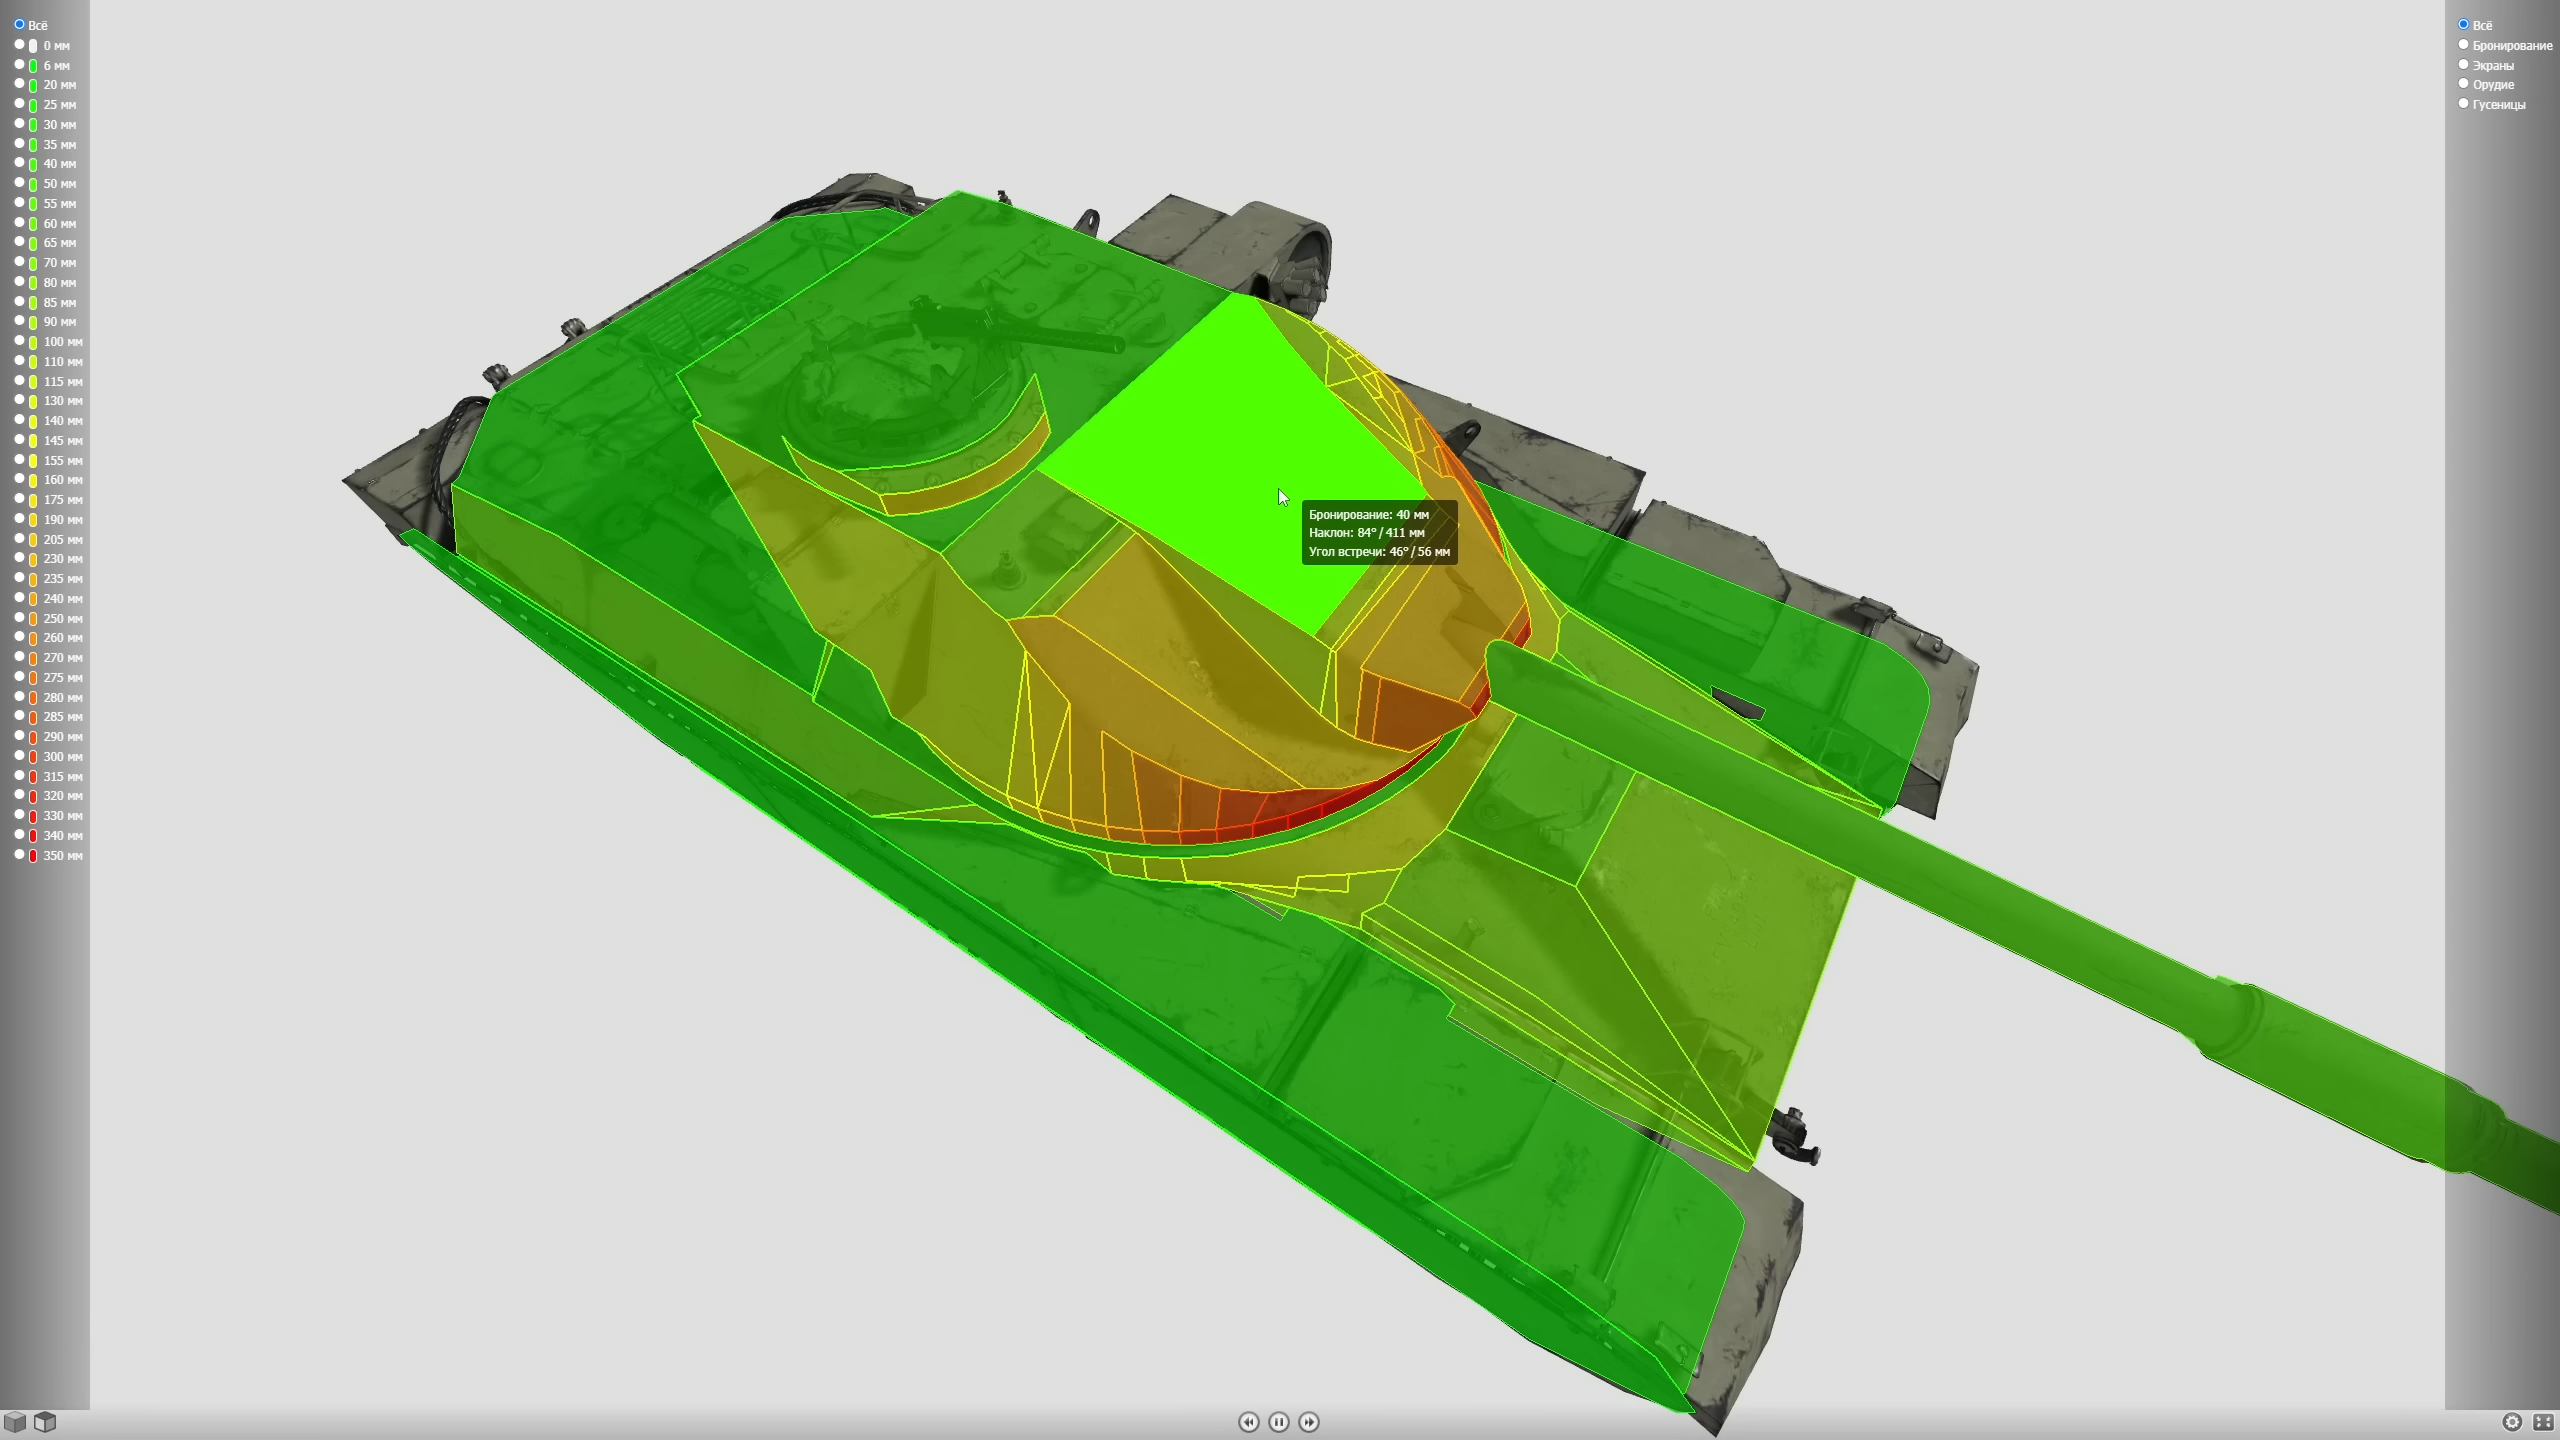 Всё
0 мм
6 мм
20 мм
25 мм
30 мм
35 мм
40 мм
50 мм
55 мм
60 мм
65 мм
70 мм
80 мм
85 мм
90 мм
100 мм
110 мм
115 мм
130 мм
140 мм
145 мм
155 мм
160 мм
175 мм
190 мм
205 мм
230 мм
235 мм
240 мм
250 мм
260 мм
270 мм
275 мм
280 мм
285 мм
290 мм
300 мм
315 мм
320 мм
330 мм
340 мм
350 мм
Бронирование: 40 мм
Наклон: 84° / 411 мм
Угол встречи: 46° / 56 мм
Всё
Бронирование
Экраны
Орудие
Гусеницы